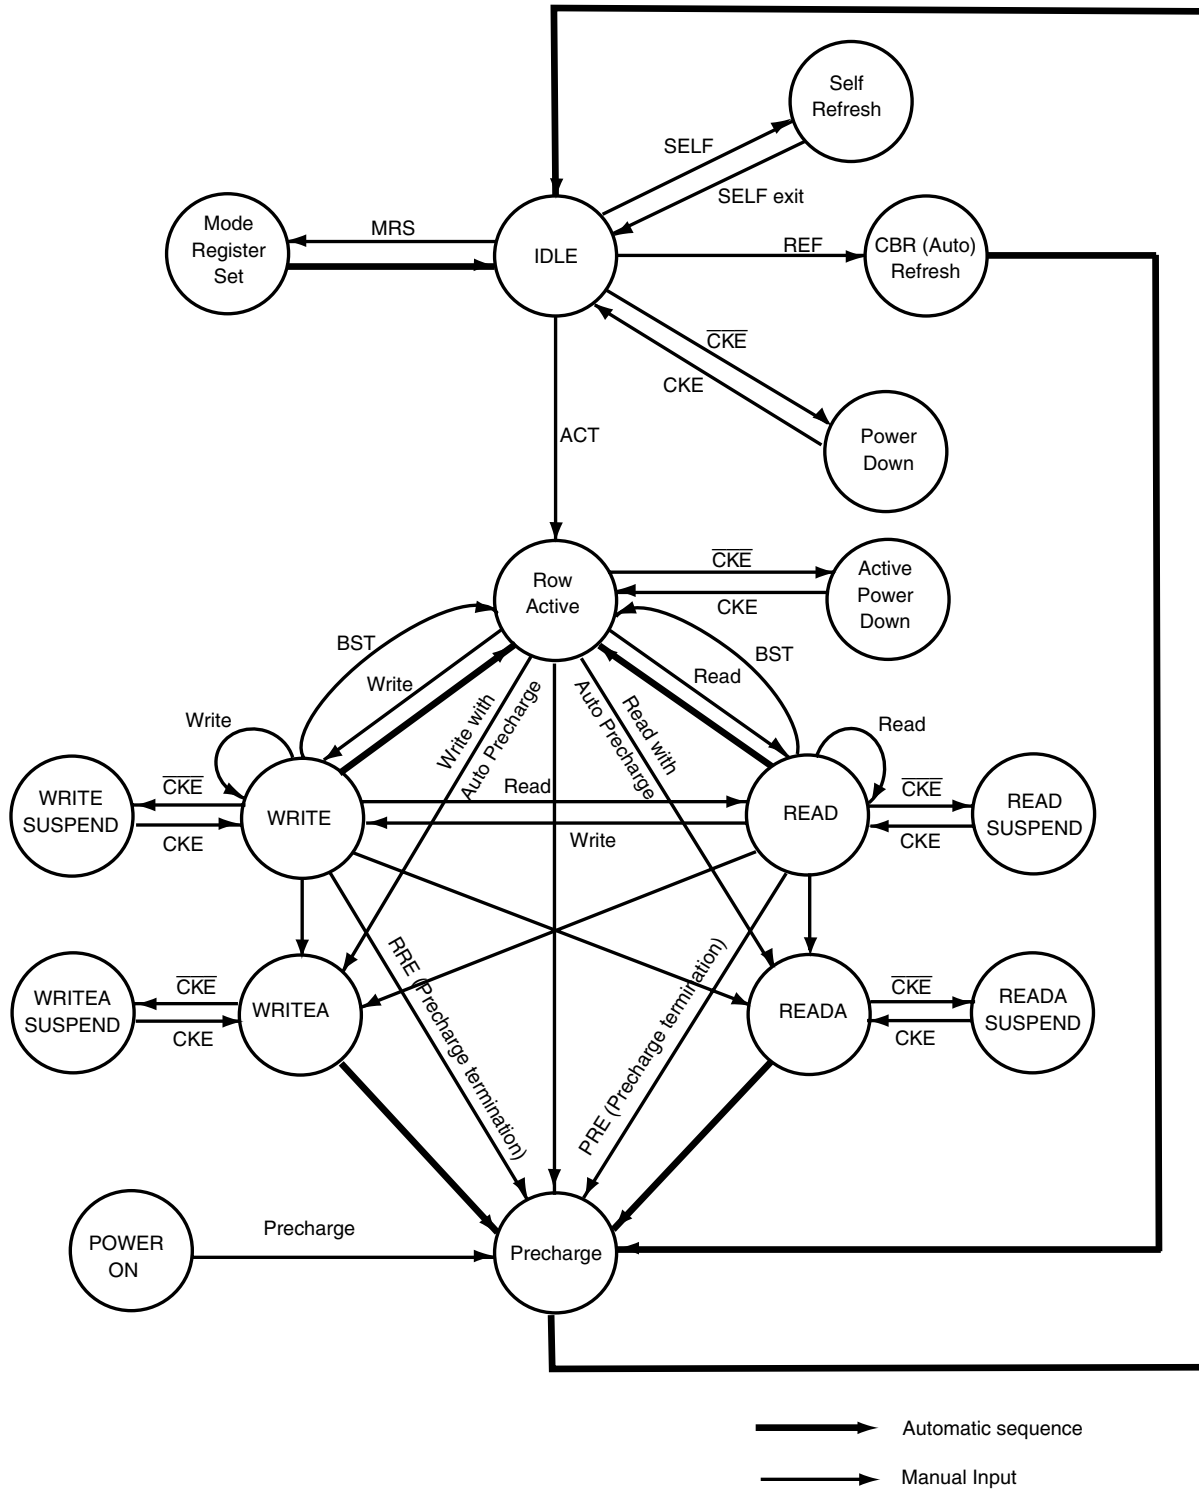 Self
Refresh
SELF
SELF exit
Mode
Register
Set
MRS
IDLE
REF
CBR (Auto)
Refresh
CKE
CKE
Power
Down
ACT
Row
Active
CKE
CKE
Active
Power
Down
BST
Write
Write with
Auto Precharge
Read with
Auto Precharge
Read
BST
Write
Read
WRITE
SUSPEND
CKE
CKE
WRITE
Read
Write
READ
CKE
CKE
READ
SUSPEND
RRE (Precharge termination)
PRE (Precharge termination)
WRITEA
SUSPEND
CKE
CKE
WRITEA
READA
CKE
CKE
READA
SUSPEND
POWER
ON
Precharge
Precharge
Automatic sequence
Manual Input